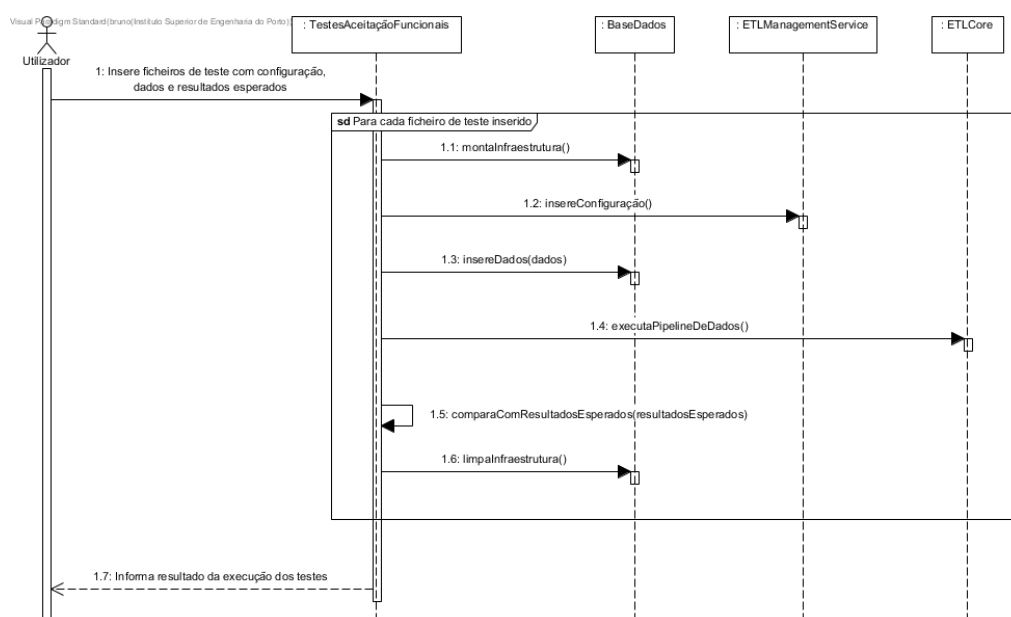 Visual Paradigm Standard(bruno(Instituto Superior de Engenharia do Porto))
: TestesAceitaçãoFuncionais
: BaseDados
: ETLManagementService
: ETLCore
Utilizador
1: Insere ficheiros de teste com configuração,
dados e resultados esperados
sd Para cada ficheiro de teste inserido
1.1: montaInfraestrutura()
1.2: insereConfiguração()
1.3: insereDados(dados)
1.4: executaPipelineDeDados()
1.5: comparaComResultadosEsperados(resultadosEsperados)
1.6: limpaInfraestrutura()
1.7: Informa resultado da execução dos testes